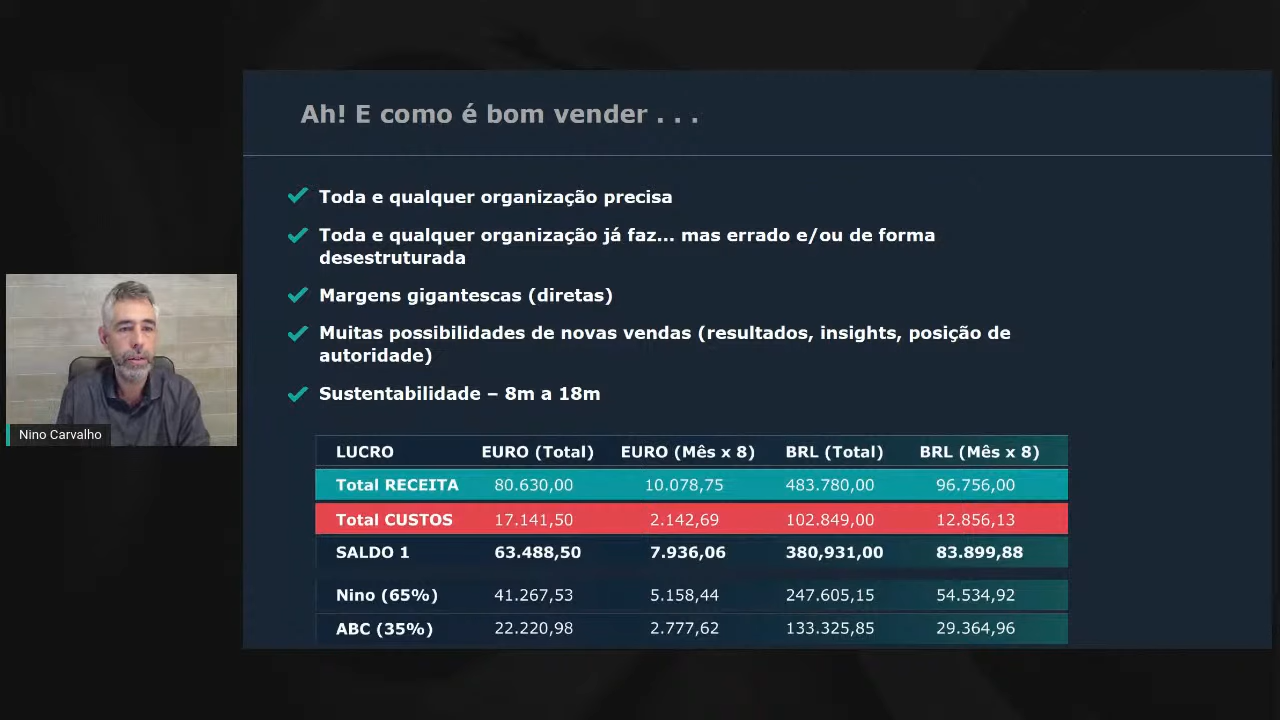 Ah! E como é bom vender . . .
Toda e qualquer organização precisa
Toda e qualquer organização já faz... mas errado e/ou de forma
desestruturada
Margens gigantescas (diretas)
Muitas possibilidades de novas vendas (resultados, insights, posição de
autoridade)
Sustentabilidade – 8m a 18m
Nino Carvalho
LUCRO EURO (Total) EURO (Mês x 8) BRL (Total) BRL (Mês x 8)
Total RECEITA 80.630,00 10.078,75 483.780,00 96.756,00
Total CUSTOS 17.141,50 2.142,69 102.849,00 12.856,13
SALDO 1 63.488,50 7.936,06 380,931,00 83.899,88
Nino (65%) 41.267,53 5.158,44 247.605,15 54.534,92
ABC (35%) 22.220,98 2.777,62 133.325,85 29.364,96